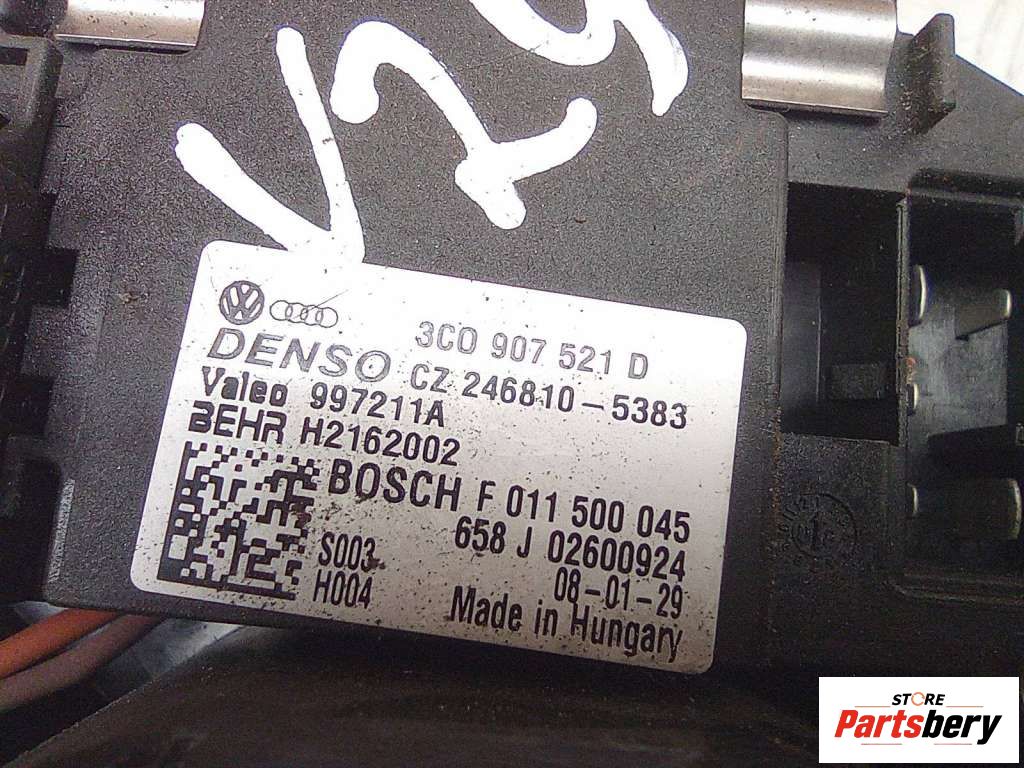 3C0 907 521 D
DENSO CZ 246810-5383
Valeo 997211A
BEHR H2162002
BOSCH F 011 500 045
658 J 02600924
S003 08-01-29
H004 Made in Hungary
STORE
Partsbery